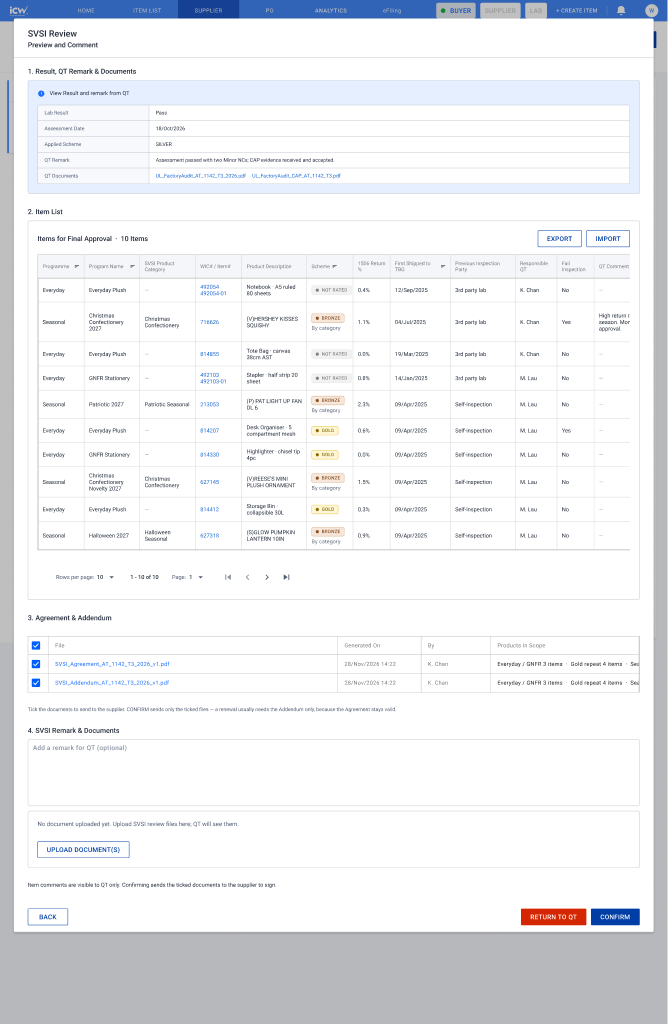 icw HOME ITEM LIST SUPPLIER PO ANALYTICS eFiling BUYER SUPPLIER LAB + CREATE ITEM W
SVSI Review
Preview and Comment
1. Result, QT Remark & Documents
View Result and remark from QT
Lab Result Pass
Assessment Date 18/Oct/2026
Applied Scheme SILVER
QT Remark Assessment passed with two Minor NCs; CAP evidence received and accepted.
QT Documents UL_FactoryAudit_AT_1142_T3_2026.pdf UL_FactoryAudit_CAP_AT_1142_T3.pdf
2. Item List
Items for Final Approval · 10 Items EXPORT IMPORT
Programme Program Name SVSI Product Category WIC# / Item# Product Description Scheme 1506 Return % First Shipped to TBG Previous Inspection Party Responsible QT Fail Inspection QT Comment
Everyday Everyday Plush — 492054 492054-01 Notebook · A5 ruled 80 sheets NOT RATED 0.4% 12/Sep/2025 3rd party lab K. Chan No —
Seasonal Christmas Confectionery 2027 Christmas Confectionery 716626 (V)HERSHEY KISSES SQUISHY BRONZE By category 1.1% 04/Jul/2025 3rd party lab K. Chan Yes High return r season. Mor approval.
Everyday Everyday Plush — 814855 Tote Bag · canvas 38cm AST NOT RATED 0.0% 19/Mar/2025 3rd party lab K. Chan No —
Everyday GNFR Stationery — 492103 492103-01 Stapler · half strip 20 sheet NOT RATED 0.8% 14/Jan/2025 3rd party lab M. Lau No —
Seasonal Patriotic 2027 Patriotic Seasonal 213053 (P) PAT LIGHT UP FAN DL 6 BRONZE By category 2.3% 09/Apr/2025 Self-inspection M. Lau No —
Everyday Everyday Plush — 814207 Desk Organiser · 5 compartment mesh GOLD 0.6% 09/Apr/2025 Self-inspection M. Lau Yes —
Everyday GNFR Stationery — 814330 Highlighter · chisel tip 4pc GOLD 0.0% 09/Apr/2025 Self-inspection M. Lau No —
Seasonal Christmas Confectionery Novelty 2027 Christmas Confectionery 627145 (V)REESE'S MINI PLUSH ORNAMENT BRONZE By category 1.5% 09/Apr/2025 Self-inspection M. Lau No —
Everyday Everyday Plush — 814412 Storage Bin · collapsible 30L GOLD 0.3% 09/Apr/2025 Self-inspection M. Lau No —
Seasonal Halloween 2027 Halloween Seasonal 627318 (S)GLOW PUMPKIN LANTERN 10IN BRONZE By category 0.9% 09/Apr/2025 Self-inspection M. Lau No —
Rows per page: 10 1 - 10 of 10 Page: 1
3. Agreement & Addendum
File Generated On By Products in Scope
SVSI_Agreement_AT_1142_T3_2026_v1.pdf 28/Nov/2026 14:22 K. Chan Everyday / GNFR 3 items · Gold repeat 4 items · Sea
SVSI_Addendum_AT_1142_T3_2026_v1.pdf 28/Nov/2026 14:22 K. Chan Everyday / GNFR 3 items · Gold repeat 4 items · Sea
Tick the documents to send to the supplier. CONFIRM sends only the ticked files — a renewal usually needs the Addendum only, because the Agreement stays valid.
4. SVSI Remark & Documents
Add a remark for QT (optional)
No document uploaded yet. Upload SVSI review files here; QT will see them.
UPLOAD DOCUMENT(S)
Item comments are visible to QT only. Confirming sends the ticked documents to the supplier to sign.
BACK RETURN TO QT CONFIRM